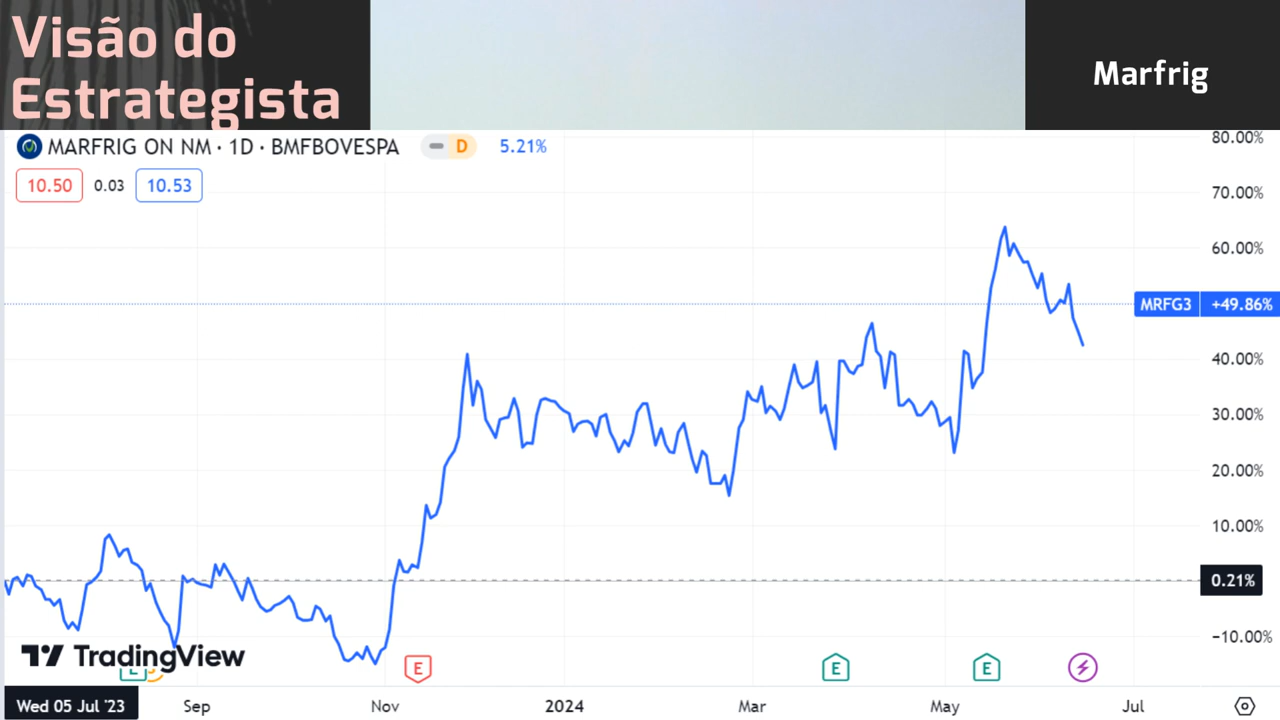 Visão do
Estrategista
Marfrig
MARFRIG ON NM · 1D · BMFBOVESPA
D
5.21%
10.50
0.03
10.53
80.00%
70.00%
60.00%
MRFG3 +49.86%
40.00%
30.00%
20.00%
10.00%
0.21%
−10.00%
TradingView
E
E
E
E
Wed 05 Jul '23
Sep
Nov
2024
Mar
May
Jul